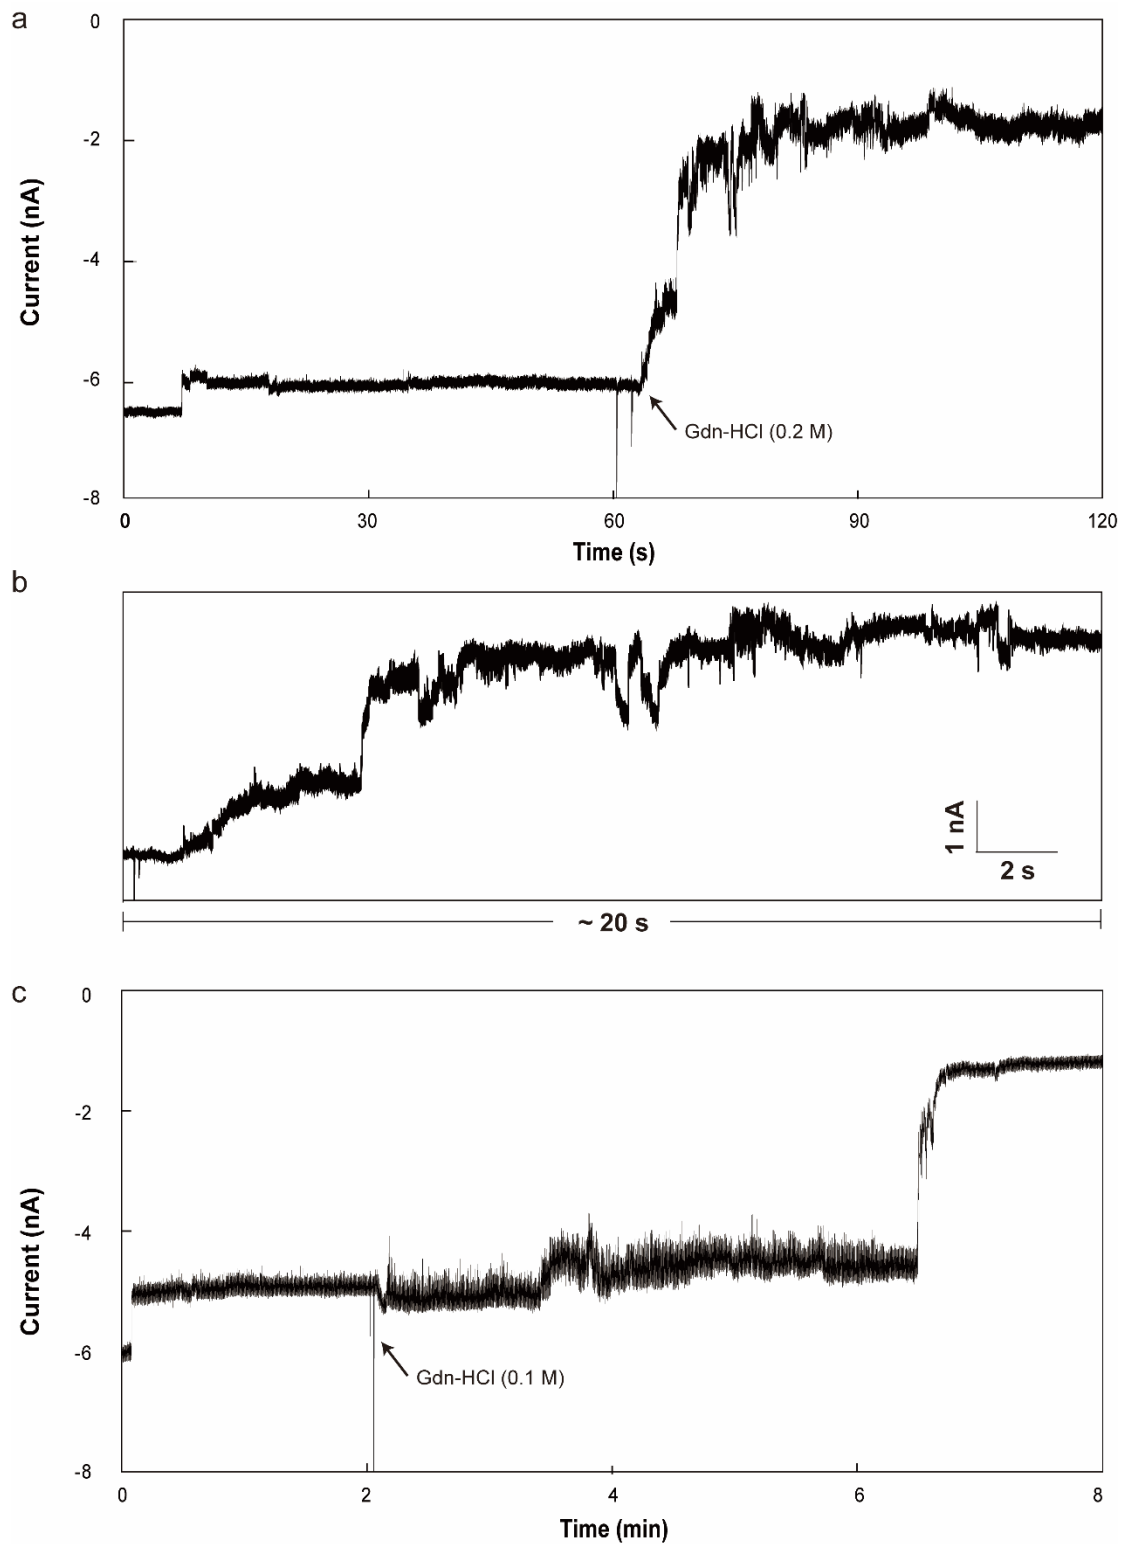 a
0
-2
-4
-6
-8
Current (nA)
Gdn-HCl (0.2 M)
0 30 60 90 120
Time (s)
b
1 nA
2 s
~ 20 s
c
0
-2
-4
-6
-8
Current (nA)
Gdn-HCl (0.1 M)
0 2 4 6 8
Time (min)